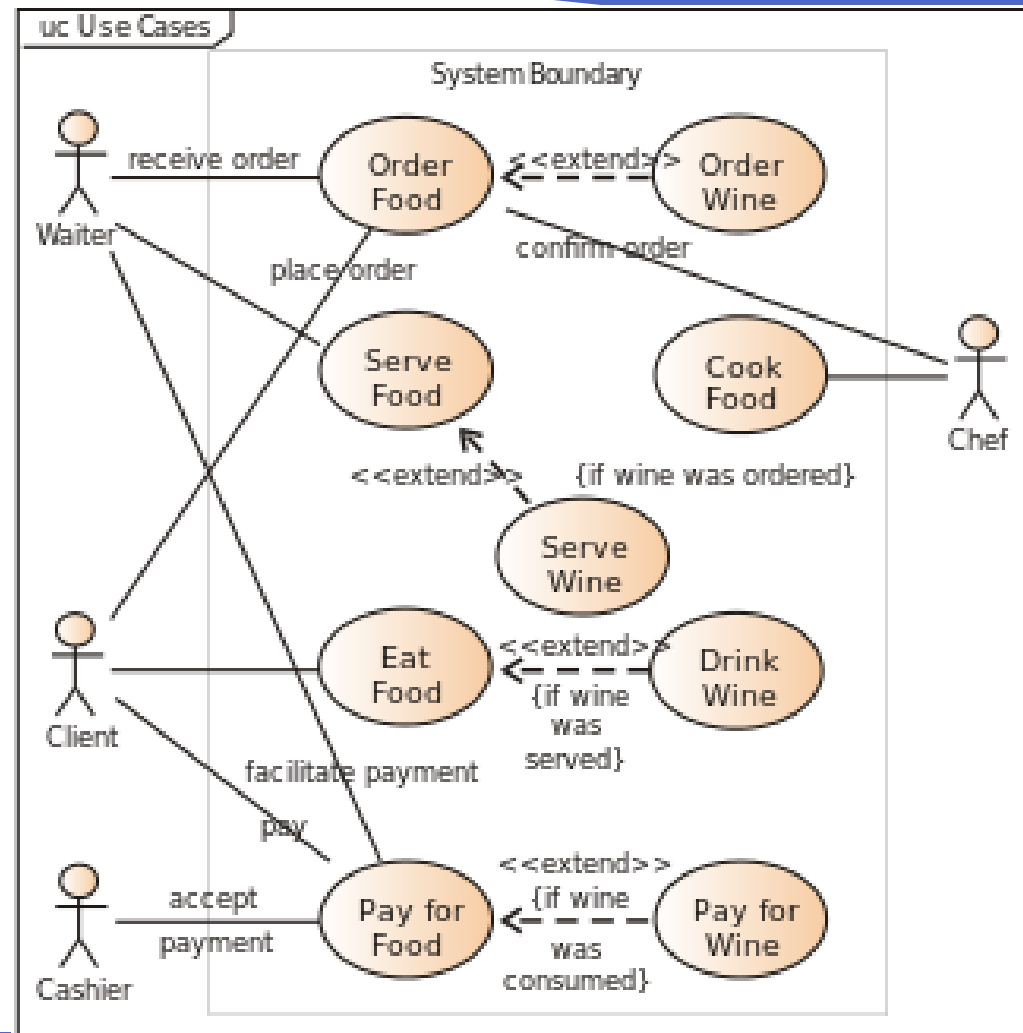 uc Use Cases
System Boundary
receive order
Order
Food
<<extend>>
Order
Wine
Waiter
confirm order
place order
Serve
Food
Cook
Food
Chef
<<extend>>
{if wine was ordered}
Serve
Wine
Eat
Food
<<extend>>
Drink
Wine
{if wine
was
served}
Client
facilitate payment
pay
<<extend>>
accept
payment
Pay for
Food
{if wine
was
consumed}
Pay for
Wine
Cashier